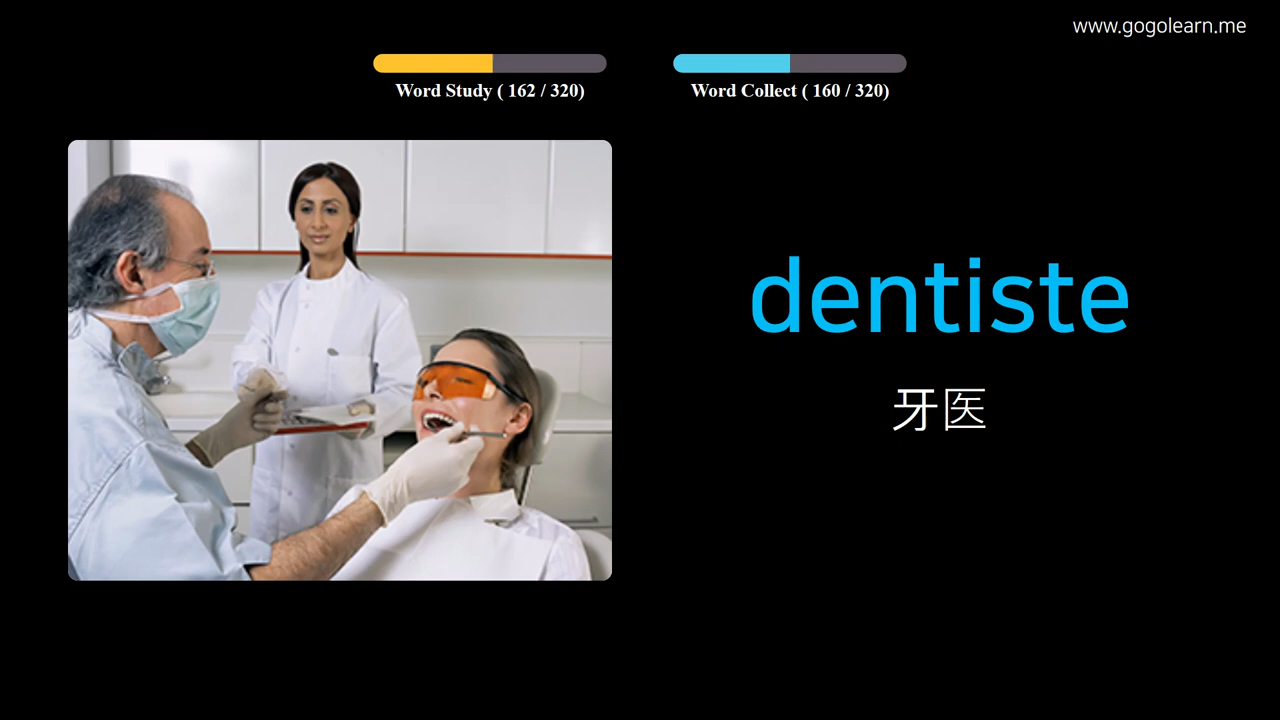 www.gogolearn.me
Word Study ( 162 / 320)
Word Collect ( 160 / 320)
dentiste
牙医